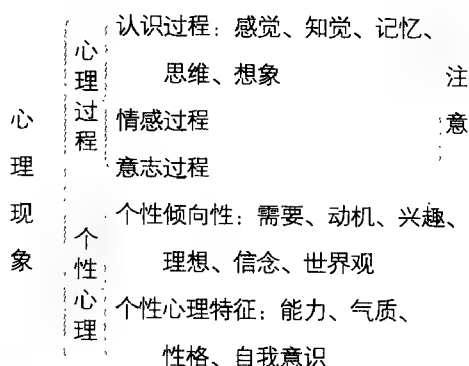 心理现象
心理过程
认识过程：感觉、知觉、记忆、
思维、想象
情感过程
意志过程
注意
个性心理
个性倾向性：需要、动机、兴趣、
理想、信念、世界观
个性心理特征：能力、气质、
性格、自我意识